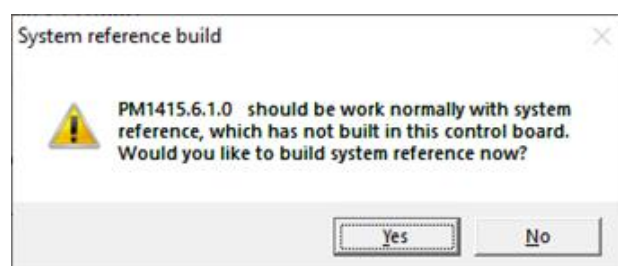 System reference build
PM1415.6.1.0 should be work normally with system
reference, which has not built in this control board.
Would you like to build system reference now?
Yes
No